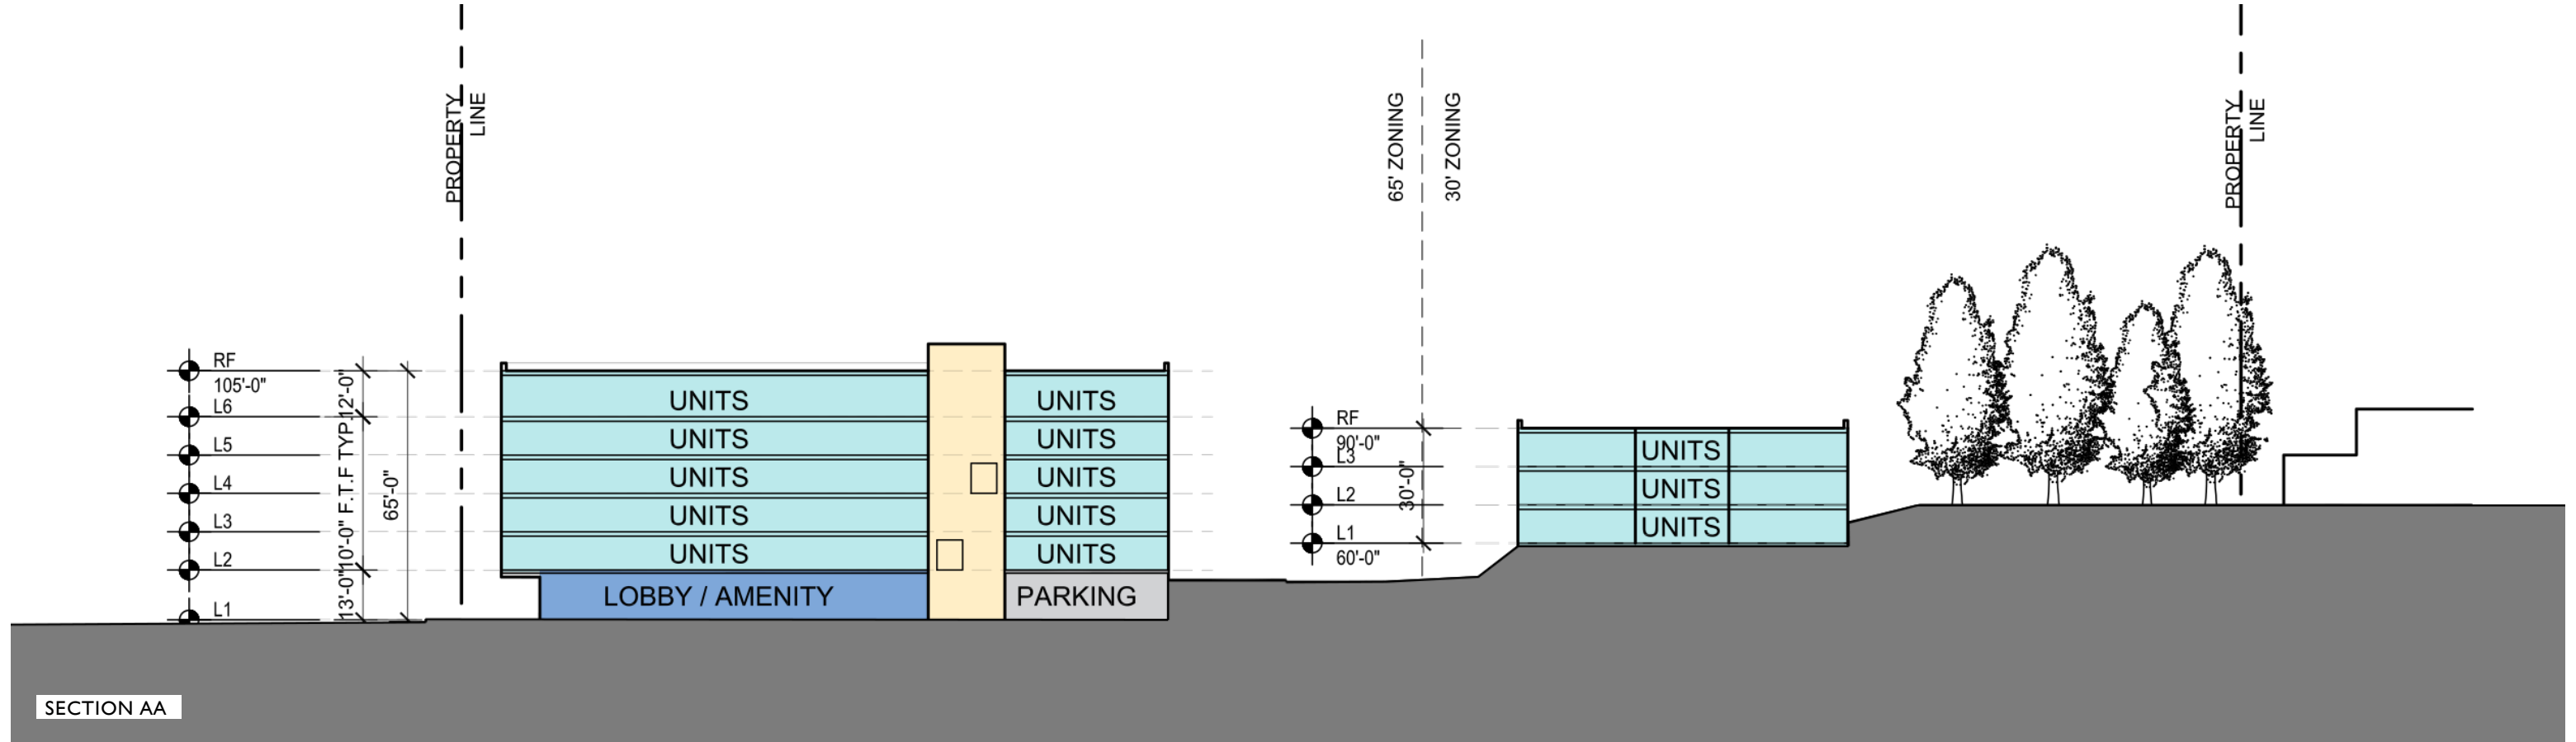 PROPERTY
LINE
65' ZONING
30' ZONING
PROPERTY
LINE
RF
105'-0"
L6
L5
L4
L3
L2
L1
12'-0"
10'-0" F.T.F TYP.
13'-0"
65'-0"
UNITS
UNITS
UNITS
UNITS
UNITS
UNITS
UNITS
UNITS
UNITS
UNITS
LOBBY / AMENITY
PARKING
RF
90'-0"
L3
L2
L1
60'-0"
30'-0"
UNITS
UNITS
UNITS
SECTION AA